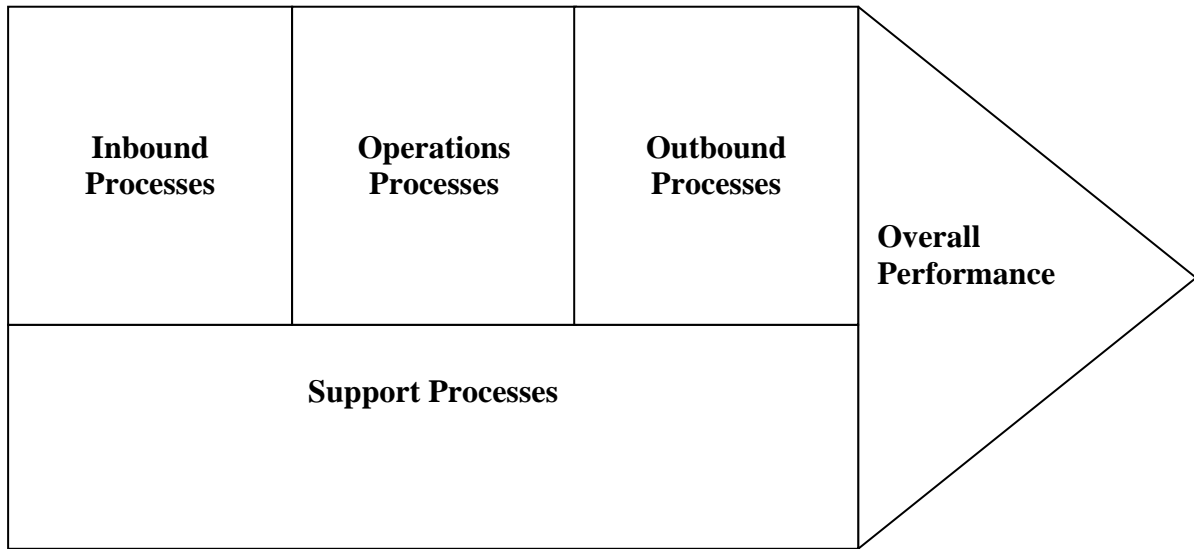 Inbound
Processes
Operations
Processes
Outbound
Processes
Overall
Performance
Support Processes